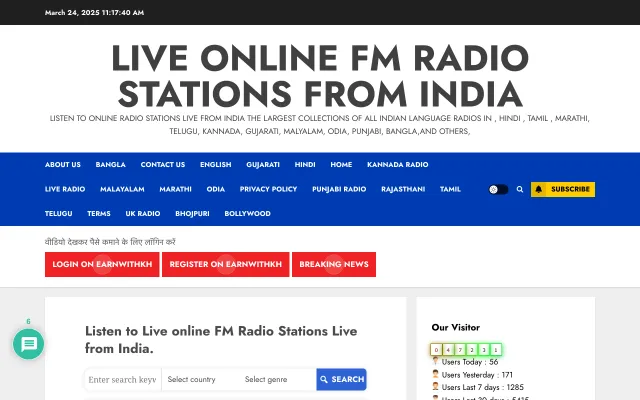 March 24, 2025 11:17:40 AM
LIVE ONLINE FM RADIO
STATIONS FROM INDIA
LISTEN TO ONLINE RADIO STATIONS LIVE FROM INDIA THE LARGEST COLLECTIONS OF ALL INDIAN LANGUAGE RADIOS IN , HINDI , TAMIL , MARATHI,
TELUGU, KANNADA, GUJARATI, MALYALAM, ODIA, PUNJABI, BANGLA,AND OTHERS,
ABOUT US BANGLA CONTACT US ENGLISH GUJARATI HINDI HOME KANNADA RADIO
LIVE RADIO MALAYALAM MARATHI ODIA PRIVACY POLICY PUNJABI RADIO RAJASTHANI TAMIL SUBSCRIBE
TELUGU TERMS UK RADIO BHOJPURI BOLLYWOOD
वीडियो देखकर पैसे कमाने के लिए लॉगिन करें
LOGIN ON EARNWITHKH REGISTER ON EARNWITHKH BREAKING NEWS
6
Listen to Live online FM Radio Stations Live
from India.
Enter search keyw Select country Select genre SEARCH
Our Visitor
0 4 7 2 3 1
Users Today : 56
Users Yesterday : 171
Users Last 7 days : 1285
Users Last 30 days : 5415